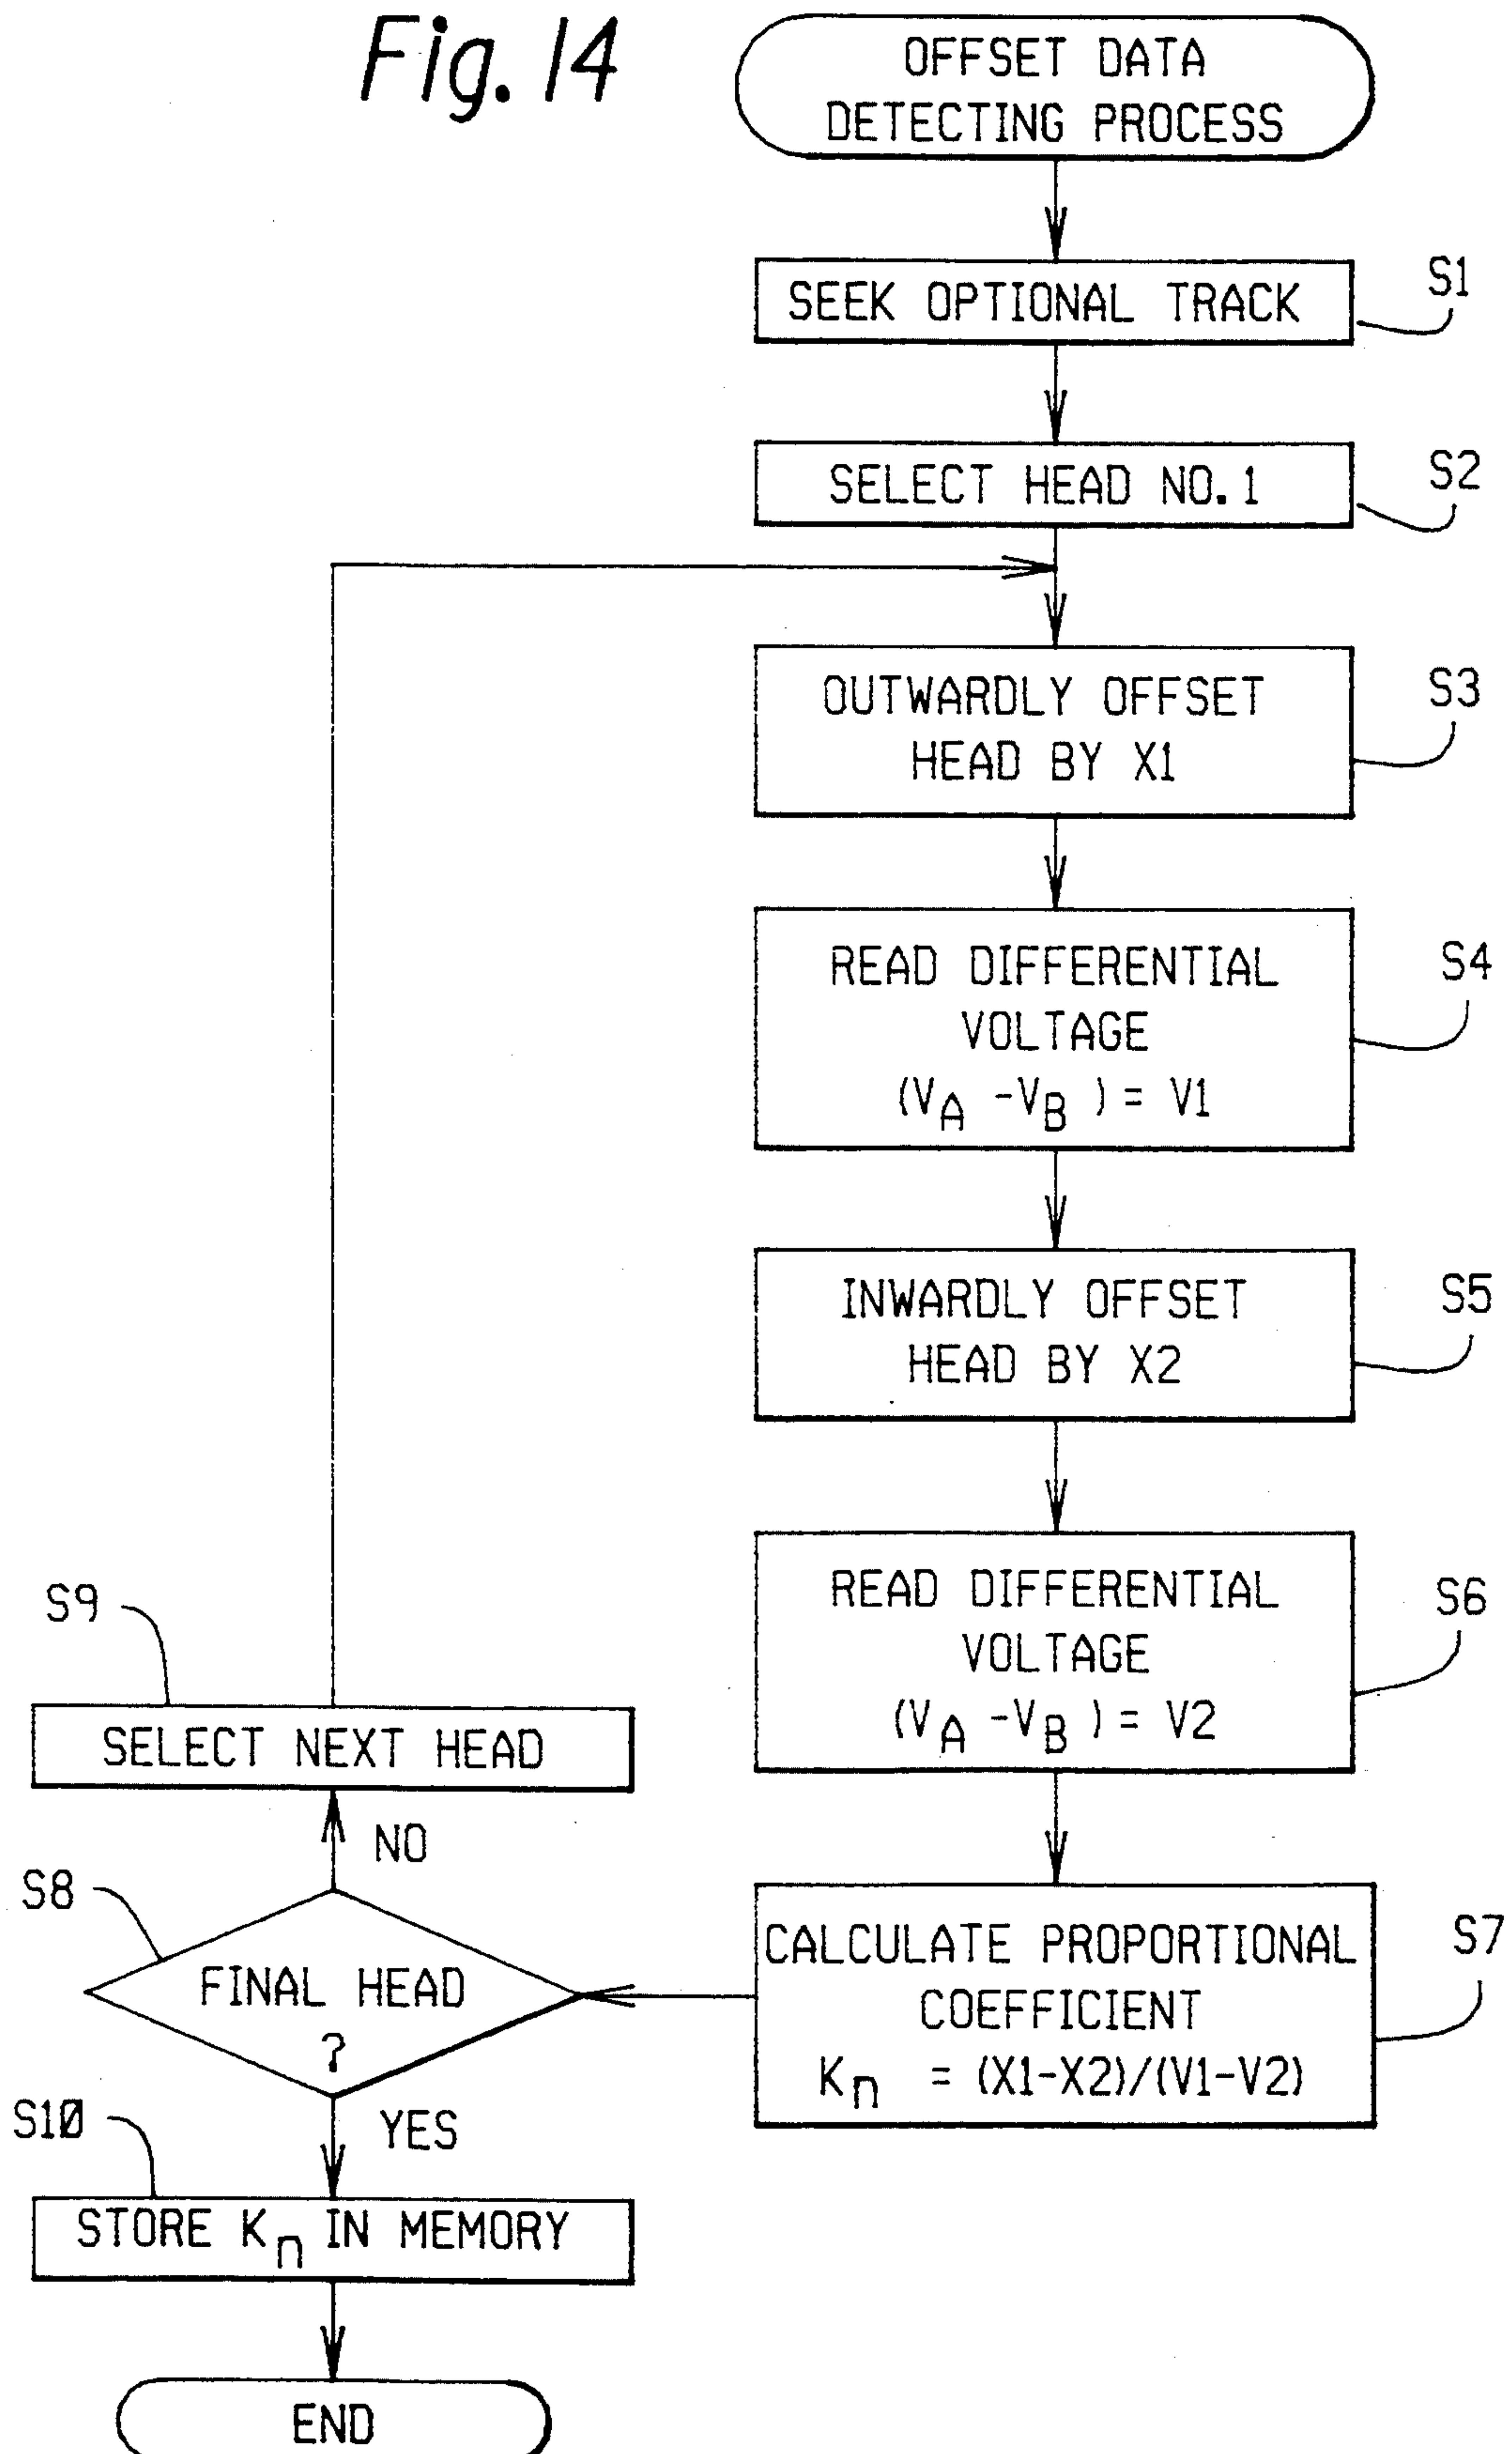 Fig. 14
OFFSET DATA
DETECTING PROCESS
SEEK OPTIONAL TRACK
S1
SELECT HEAD NO. 1
S2
OUTWARDLY OFFSET
HEAD BY X1
S3
READ DIFFERENTIAL
VOLTAGE
(VA -VB ) = V1
S4
INWARDLY OFFSET
HEAD BY X2
S5
READ DIFFERENTIAL
VOLTAGE
(VA -VB ) = V2
S6
CALCULATE PROPORTIONAL
COEFFICIENT
Kn = (X1-X2)/(V1-V2)
S7
FINAL HEAD
?
S8
NO
SELECT NEXT HEAD
S9
YES
STORE Kn IN MEMORY
S10
END